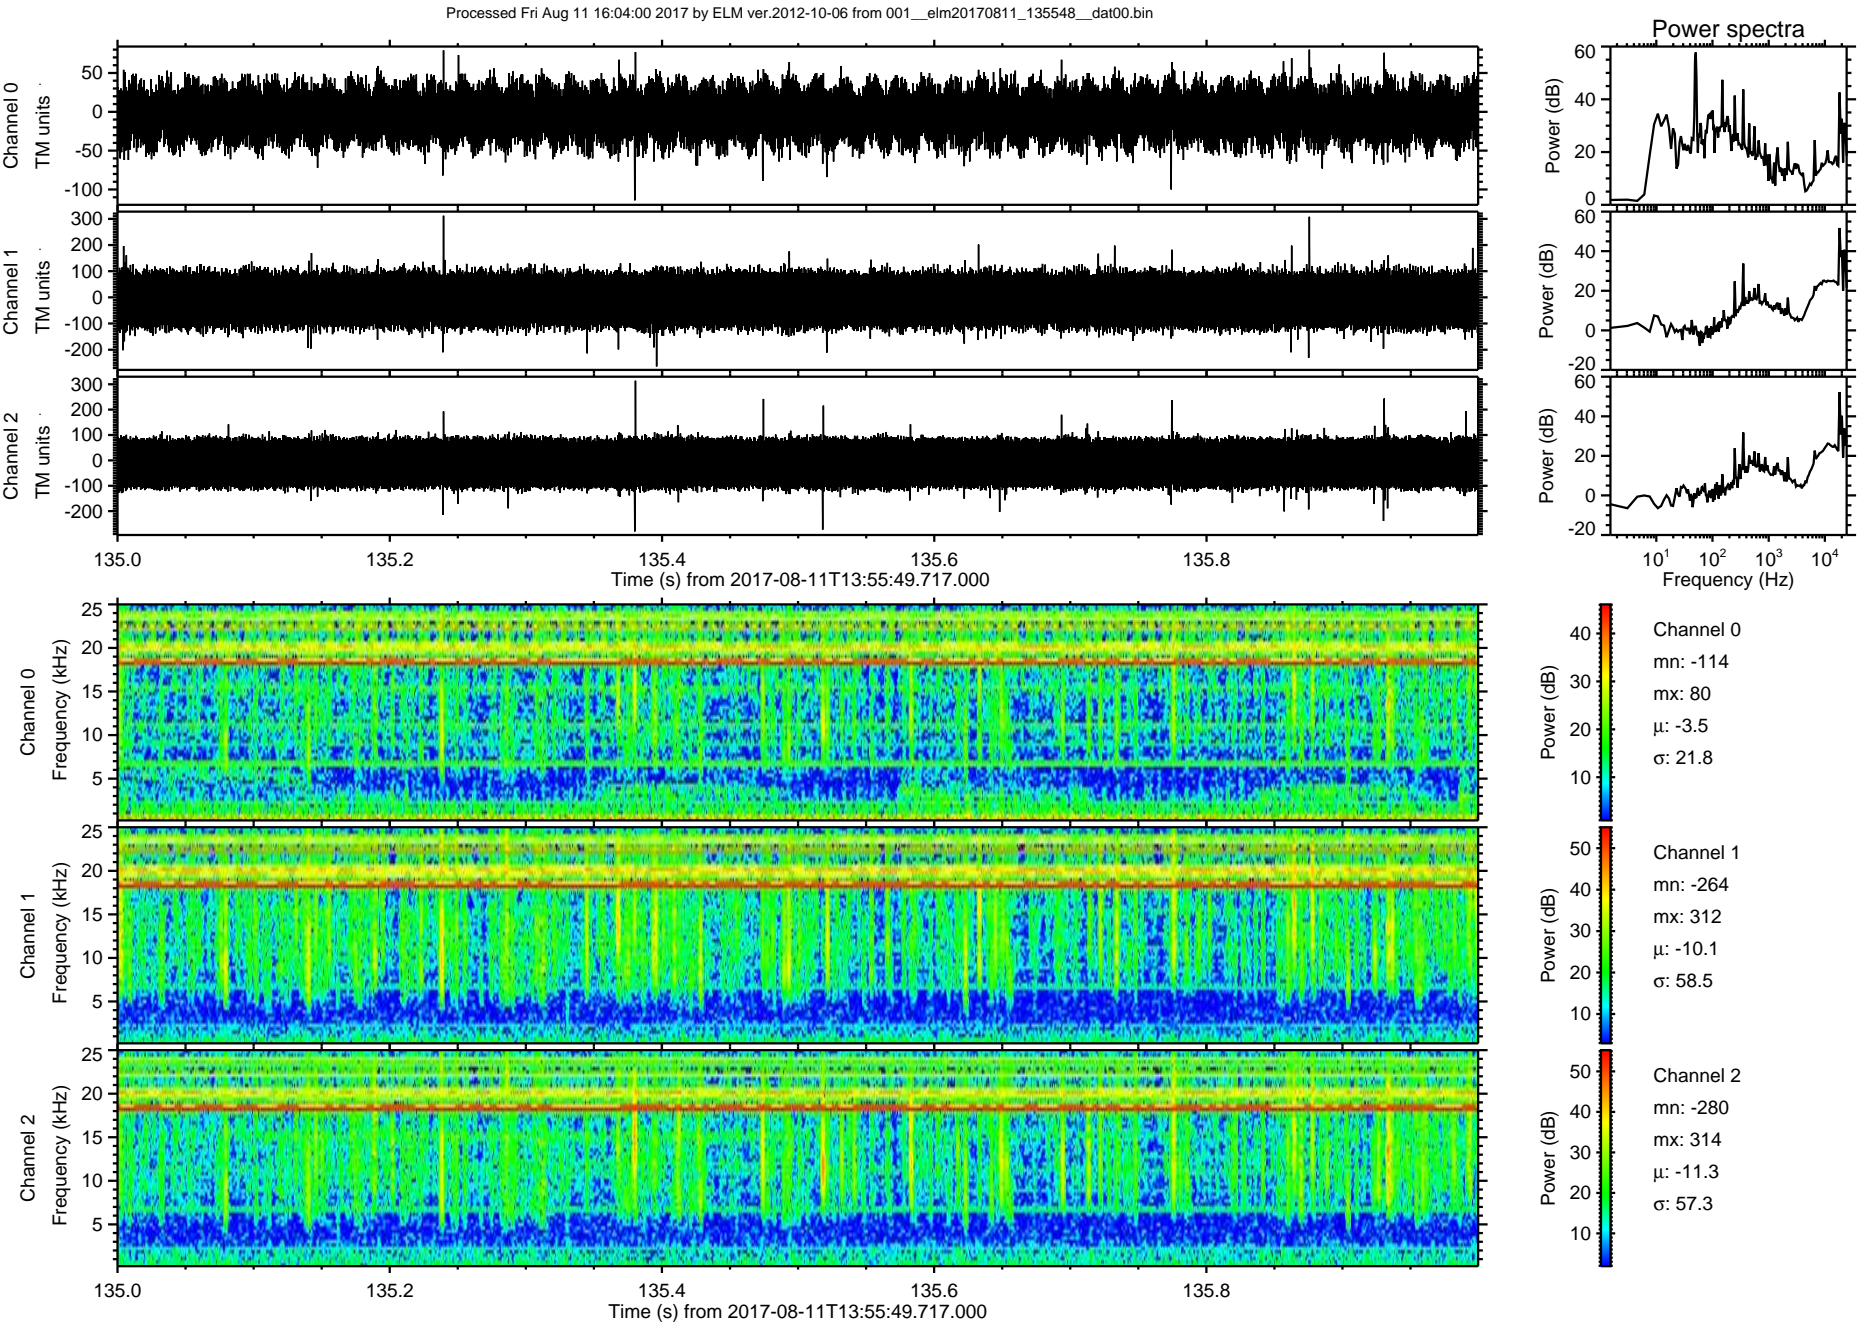 Processed Fri Aug 11 16:04:00 2017 by ELM ver.2012-10-06 from 001__elm20170811_135548__dat00.bin
Power spectra
Channel 0
TM units
50
0
-50
-100
Power (dB)
60
40
20
0
Channel 1
TM units
300
200
100
0
-100
-200
Power (dB)
60
40
20
0
-20
Channel 2
TM units
300
200
100
0
-100
-200
Power (dB)
60
40
20
0
-20
135.0 135.2 135.4 135.6 135.8
Time (s) from 2017-08-11T13:55:49.717.000
10¹ 10² 10³ 10⁴
Frequency (Hz)
Channel 0
Frequency (kHz)
25
20
15
10
5
Power (dB)
40
30
20
10
Channel 0
mn: -114
mx: 80
μ: -3.5
σ: 21.8
Channel 1
Frequency (kHz)
25
20
15
10
5
Power (dB)
50
40
30
20
10
Channel 1
mn: -264
mx: 312
μ: -10.1
σ: 58.5
Channel 2
Frequency (kHz)
25
20
15
10
5
Power (dB)
50
40
30
20
10
Channel 2
mn: -280
mx: 314
μ: -11.3
σ: 57.3
135.0 135.2 135.4 135.6 135.8
Time (s) from 2017-08-11T13:55:49.717.000